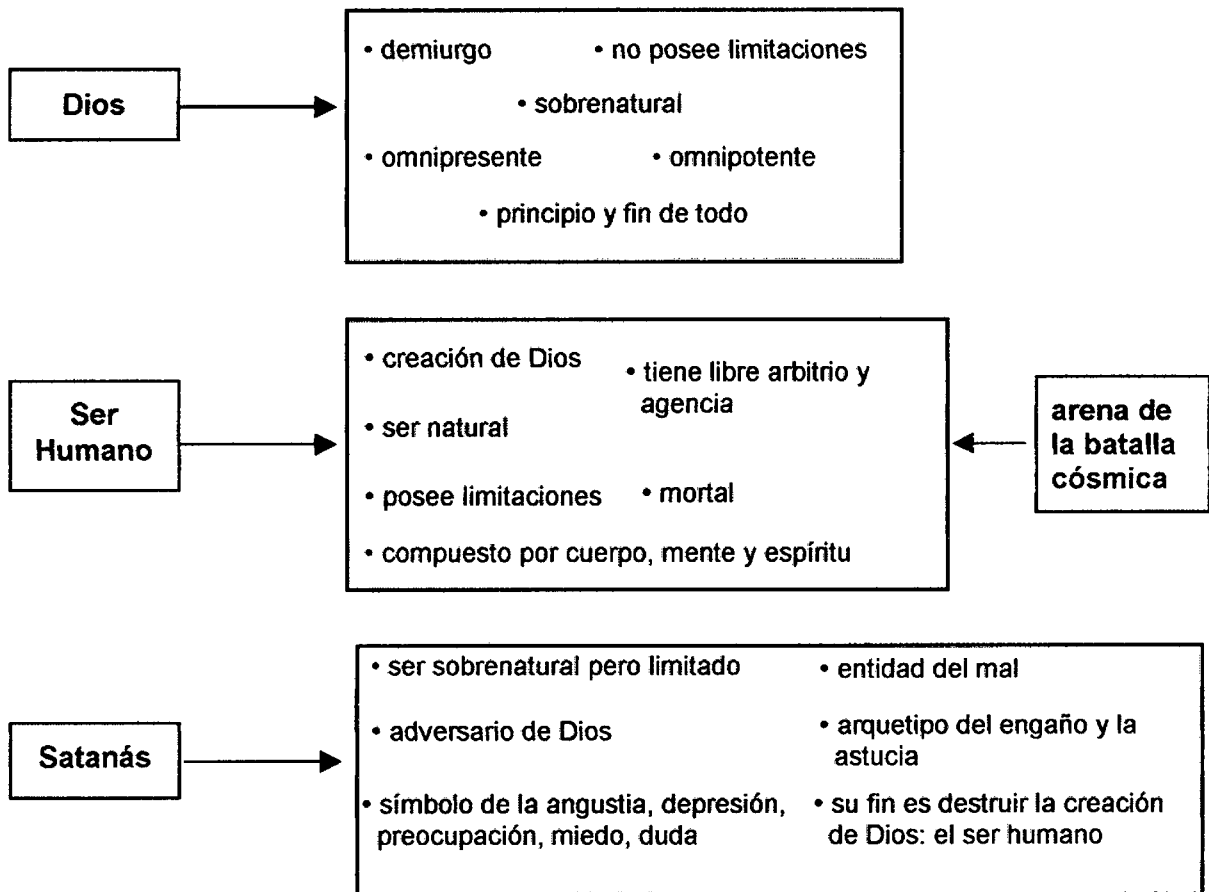 Dios
• demiurgo • no posee limitaciones
• sobrenatural
• omnipresente • omnipotente
• principio y fin de todo
Ser
Humano
• creación de Dios
• tiene libre arbitrio y
agencia
• ser natural
• posee limitaciones • mortal
• compuesto por cuerpo, mente y espíritu
arena de
la batalla
cósmica
Satanás
• ser sobrenatural pero limitado
• entidad del mal
• adversario de Dios
• arquetipo del engaño y la
astucia
• símbolo de la angustia, depresión,
preocupación, miedo, duda
• su fin es destruir la creación
de Dios: el ser humano